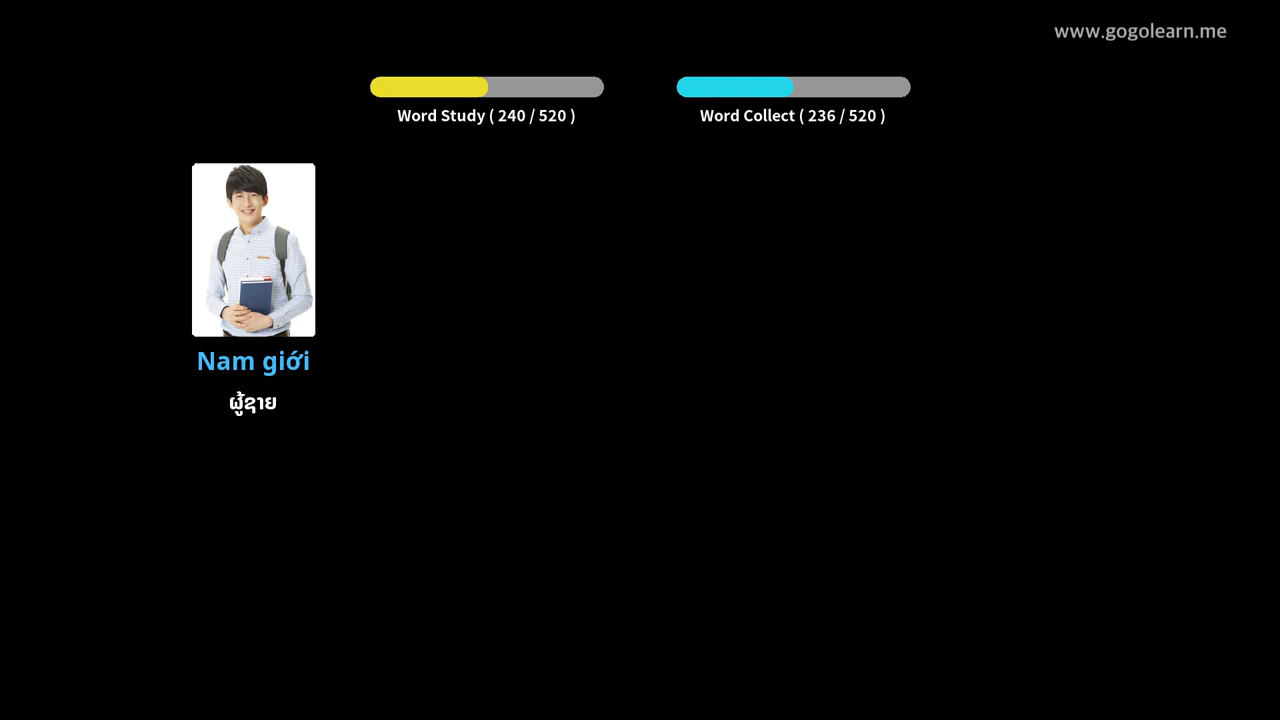 www.gogolearn.me
Word Study ( 240 / 520 )
Word Collect ( 236 / 520 )
Nam giới
ຜູ້ຊາຍ